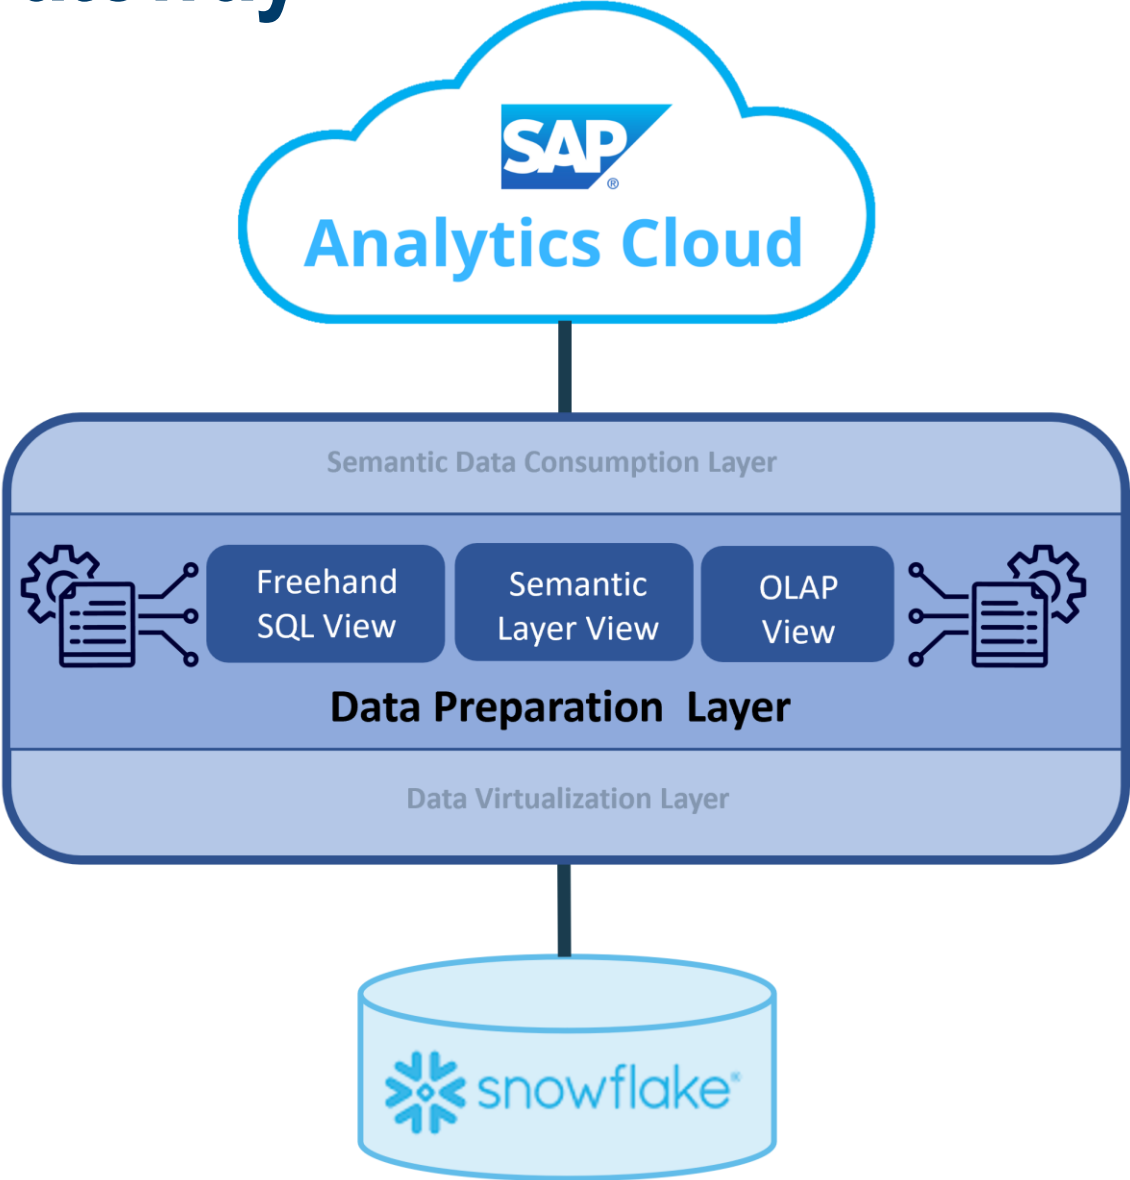 SAP
®
Analytics Cloud
Semantic Data Consumption Layer
Freehand
SQL View
Semantic
Layer View
OLAP
View
Data Preparation Layer
Data Virtualization Layer
snowflake®